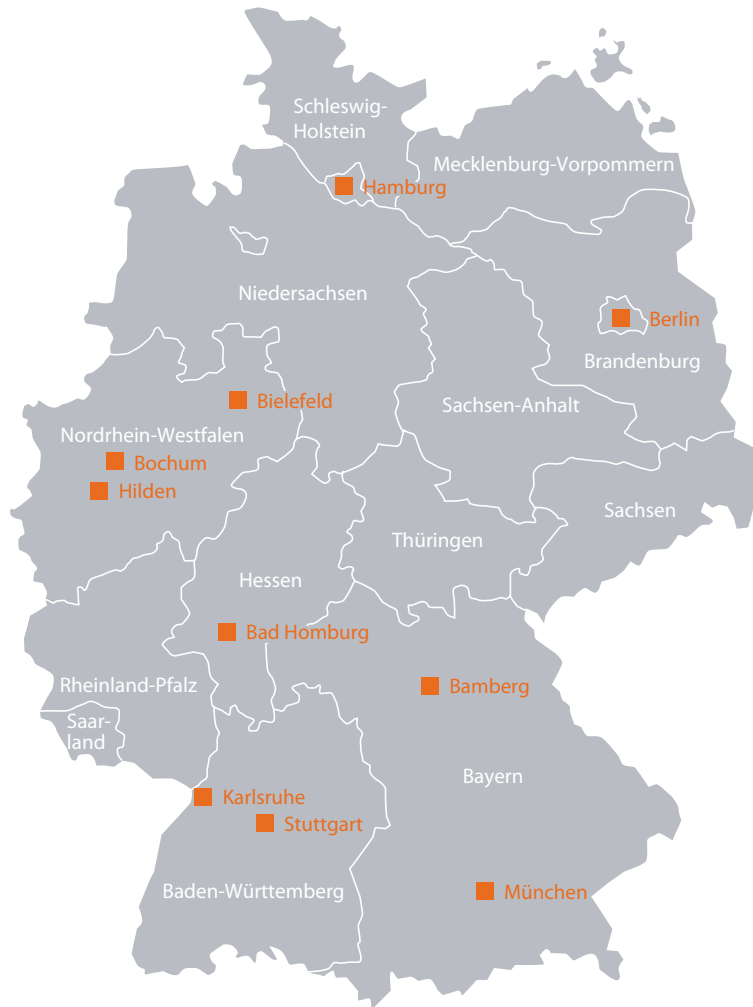 Schleswig-
Holstein
Mecklenburg-Vorpommern
Hamburg
Niedersachsen
Berlin
Brandenburg
Bielefeld
Sachsen-Anhalt
Nordrhein-Westfalen
Bochum
Hilden
Sachsen
Thüringen
Hessen
Bad Homburg
Rheinland-Pfalz
Bamberg
Saar-
land
Bayern
Karlsruhe
Stuttgart
Baden-Württemberg
München